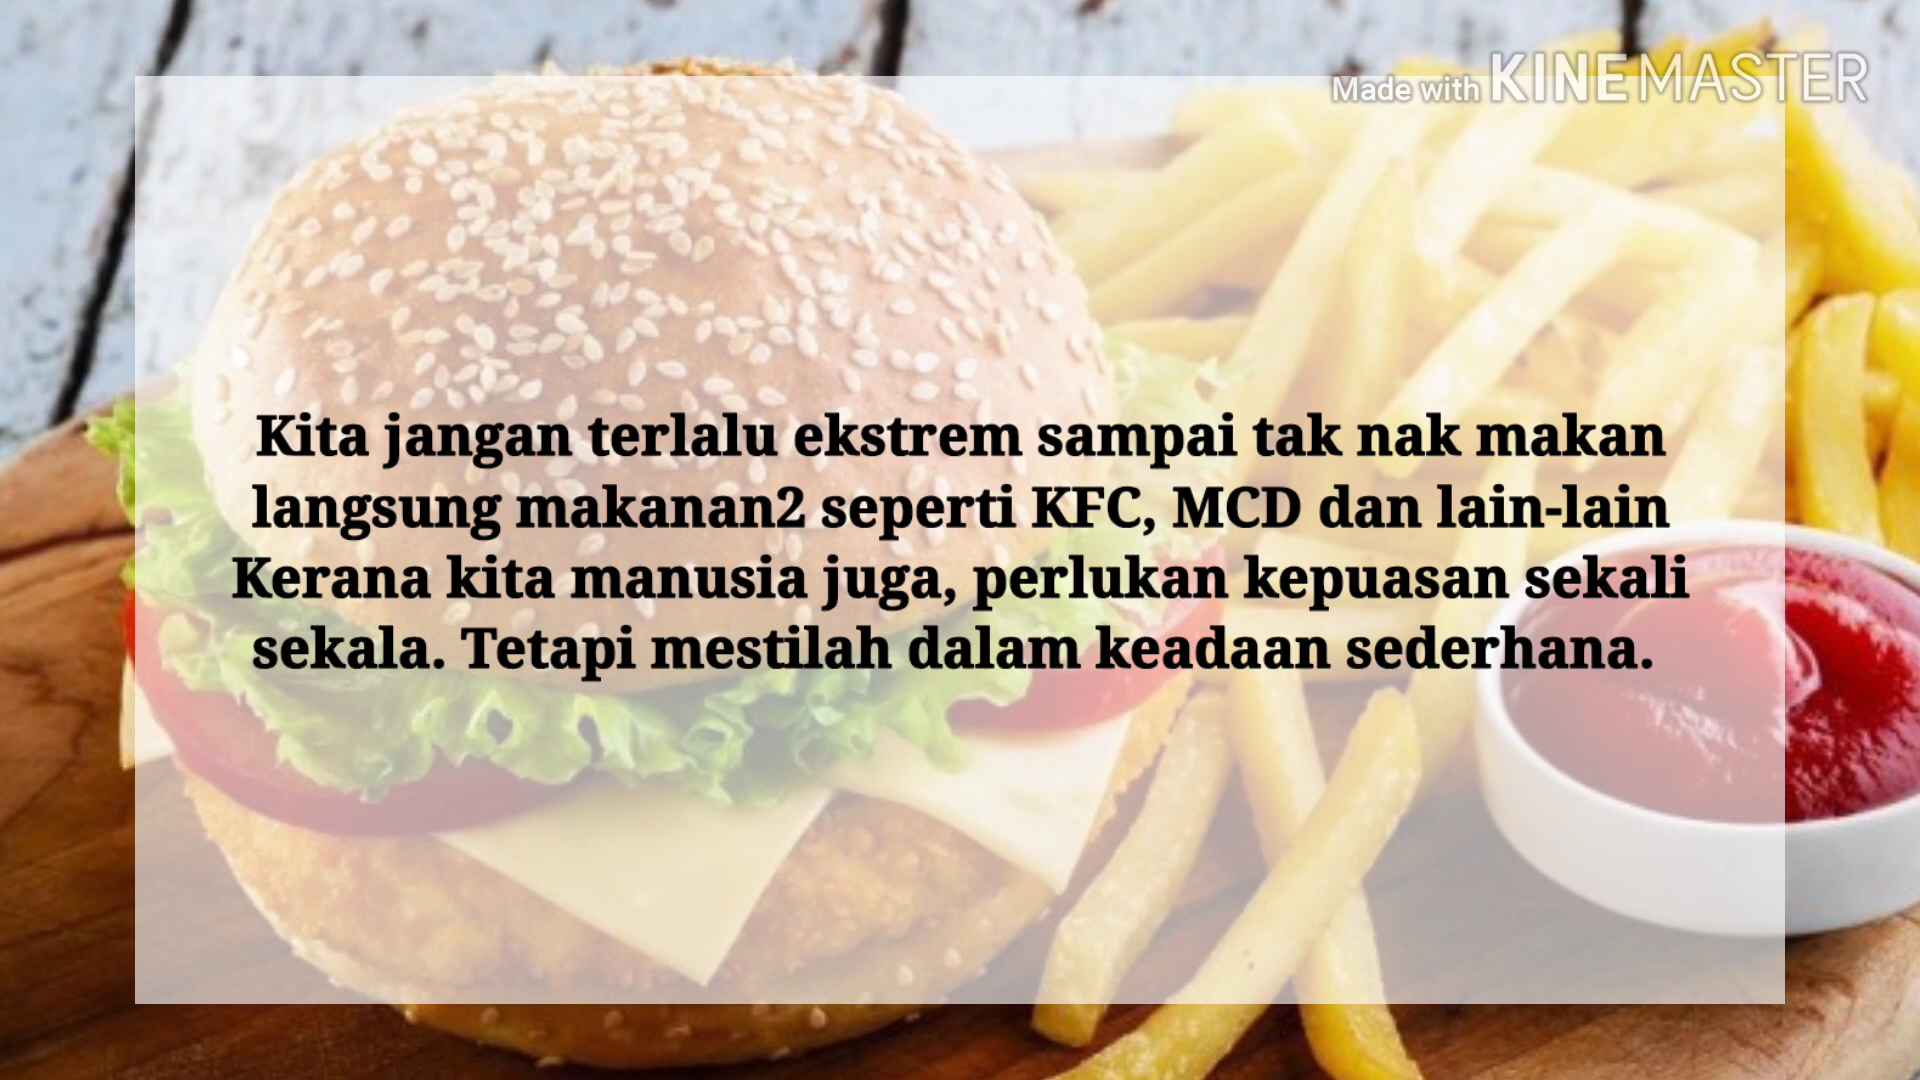 Made with KINEMASTER
Kita jangan terlalu ekstrem sampai tak nak makan
langsung makanan2 seperti KFC, MCD dan lain-lain
Kerana kita manusia juga, perlukan kepuasan sekali
sekala. Tetapi mestilah dalam keadaan sederhana.